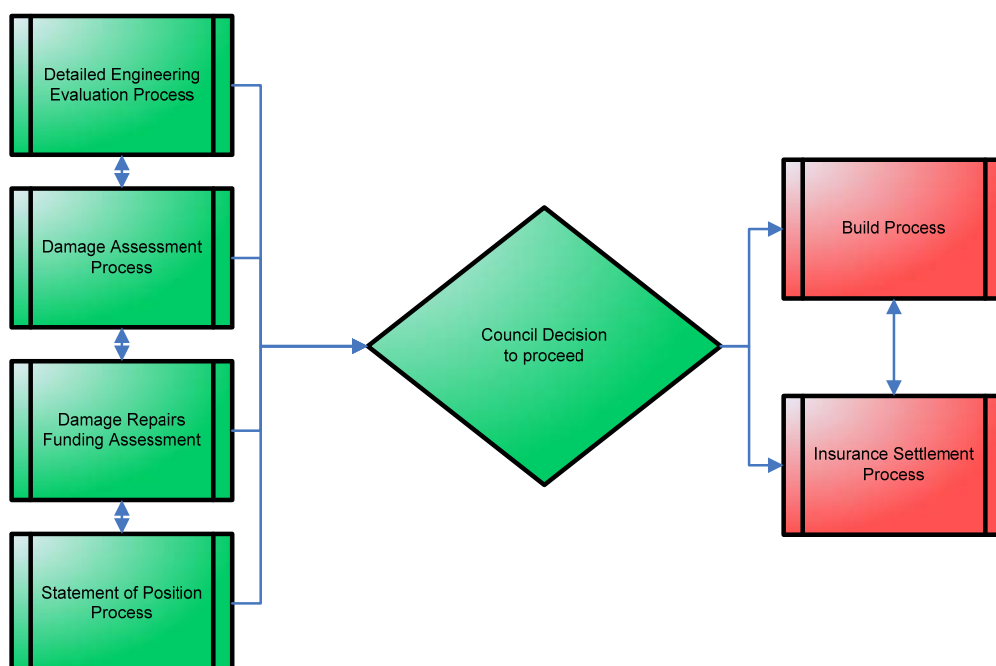 Detailed Engineering
Evaluation Process
Damage Assessment
Process
Damage Repairs
Funding Assessment
Statement of Position
Process
Council Decision
to proceed
Build Process
Insurance Settlement
Process